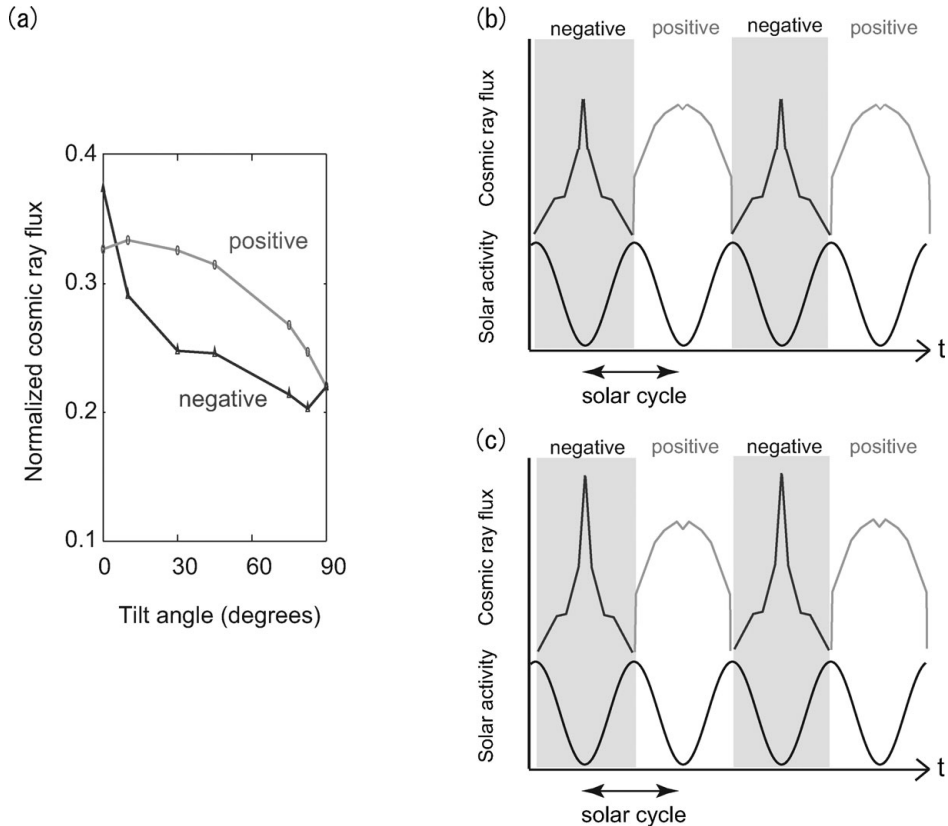 (a)
0.4
0.3
0.2
0.1
Normalized cosmic ray flux
positive
negative
0 30 60 90
Tilt angle (degrees)
(b)
negative positive negative positive
Cosmic ray flux
Solar activity
t
solar cycle
(c)
negative positive negative positive
Cosmic ray flux
Solar activity
t
solar cycle